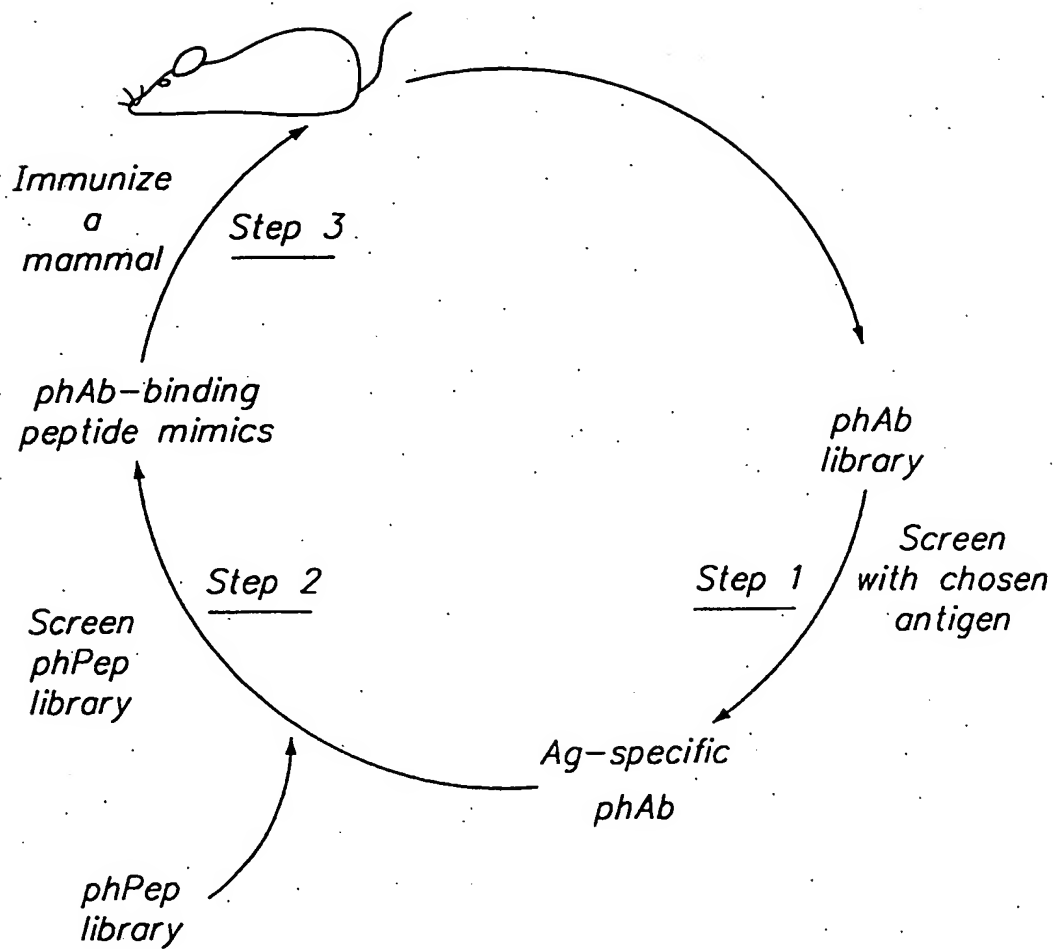 Immunize
a
mammal
Step 3
phAb-binding
peptide mimics
phAb
library
Screen
with chosen
antigen
Step 1
Step 2
Screen
phPep
library
Ag-specific
phAb
phPep
library